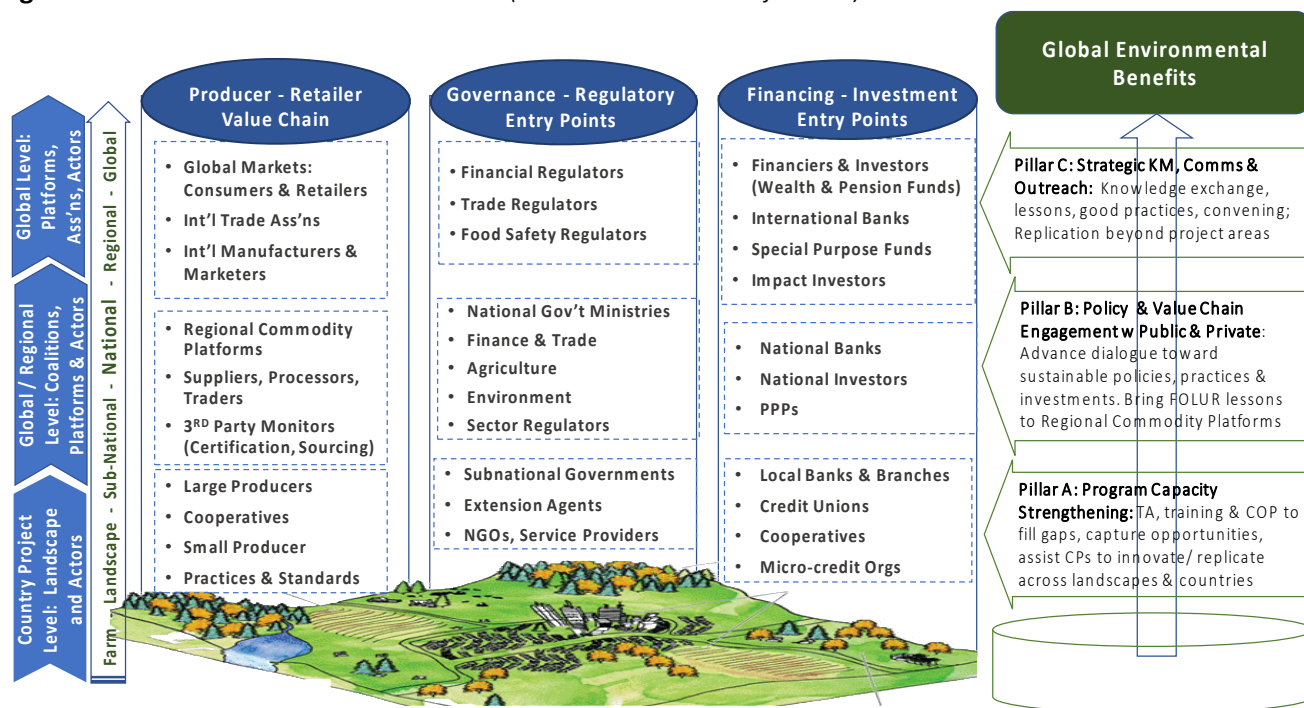 Global Level:
Platforms,
Ass'ns, Actors
Global / Regional
Level: Coalitions,
Platforms & Actors
Country Project
Level: Landscape
and Actors
Farm - Landscape - Sub-National - National - Regional - Global
Producer - Retailer
Value Chain
• Global Markets:
Consumers & Retailers
• Int'l Trade Ass'ns
• Int'l Manufacturers &
Marketers
• Regional Commodity
Platforms
• Suppliers, Processors,
Traders
• 3RD Party Monitors
(Certification, Sourcing)
• Large Producers
• Cooperatives
• Small Producer
• Practices & Standards
Governance - Regulatory
Entry Points
• Financial Regulators
• Trade Regulators
• Food Safety Regulators
• National Gov't Ministries
• Finance & Trade
• Agriculture
• Environment
• Sector Regulators
• Subnational Governments
• Extension Agents
• NGOs, Service Providers
Financing - Investment
Entry Points
• Financiers & Investors
(Wealth & Pension Funds)
• International Banks
• Special Purpose Funds
• Impact Investors
• National Banks
• National Investors
• PPPs
• Local Banks & Branches
• Credit Unions
• Cooperatives
• Micro-credit Orgs
Global Environmental
Benefits
Pillar C: Strategic KM, Comms &
Outreach: Knowledge exchange,
lessons, good practices, convening;
Replication beyond project areas
Pillar B: Policy & Value Chain
Engagement w Public & Private:
Advance dialogue toward
sustainable policies, practices &
investments. Bring FOLUR lessons
to Regional Commodity Platforms
Pillar A: Program Capacity
Strengthening: TA, training & COP to
fill gaps, capture opportunities,
assist CPs to innovate/ replicate
across landscapes & countries